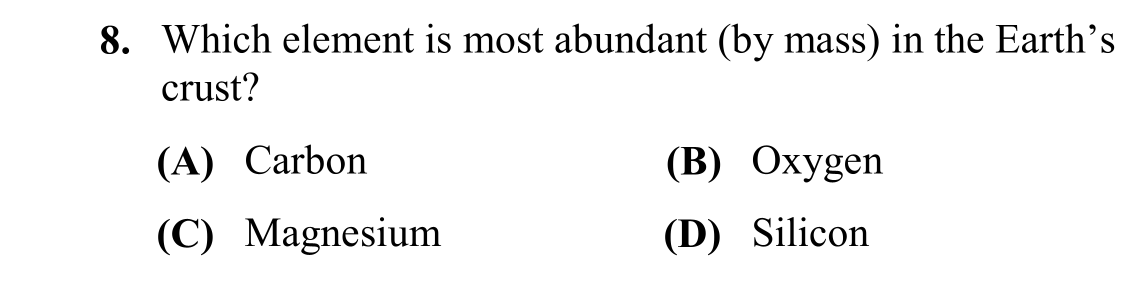 8. Which element is most abundant (by mass) in the Earth’s
crust?
(A) Carbon (B) Oxygen
(C) Magnesium (D) Silicon